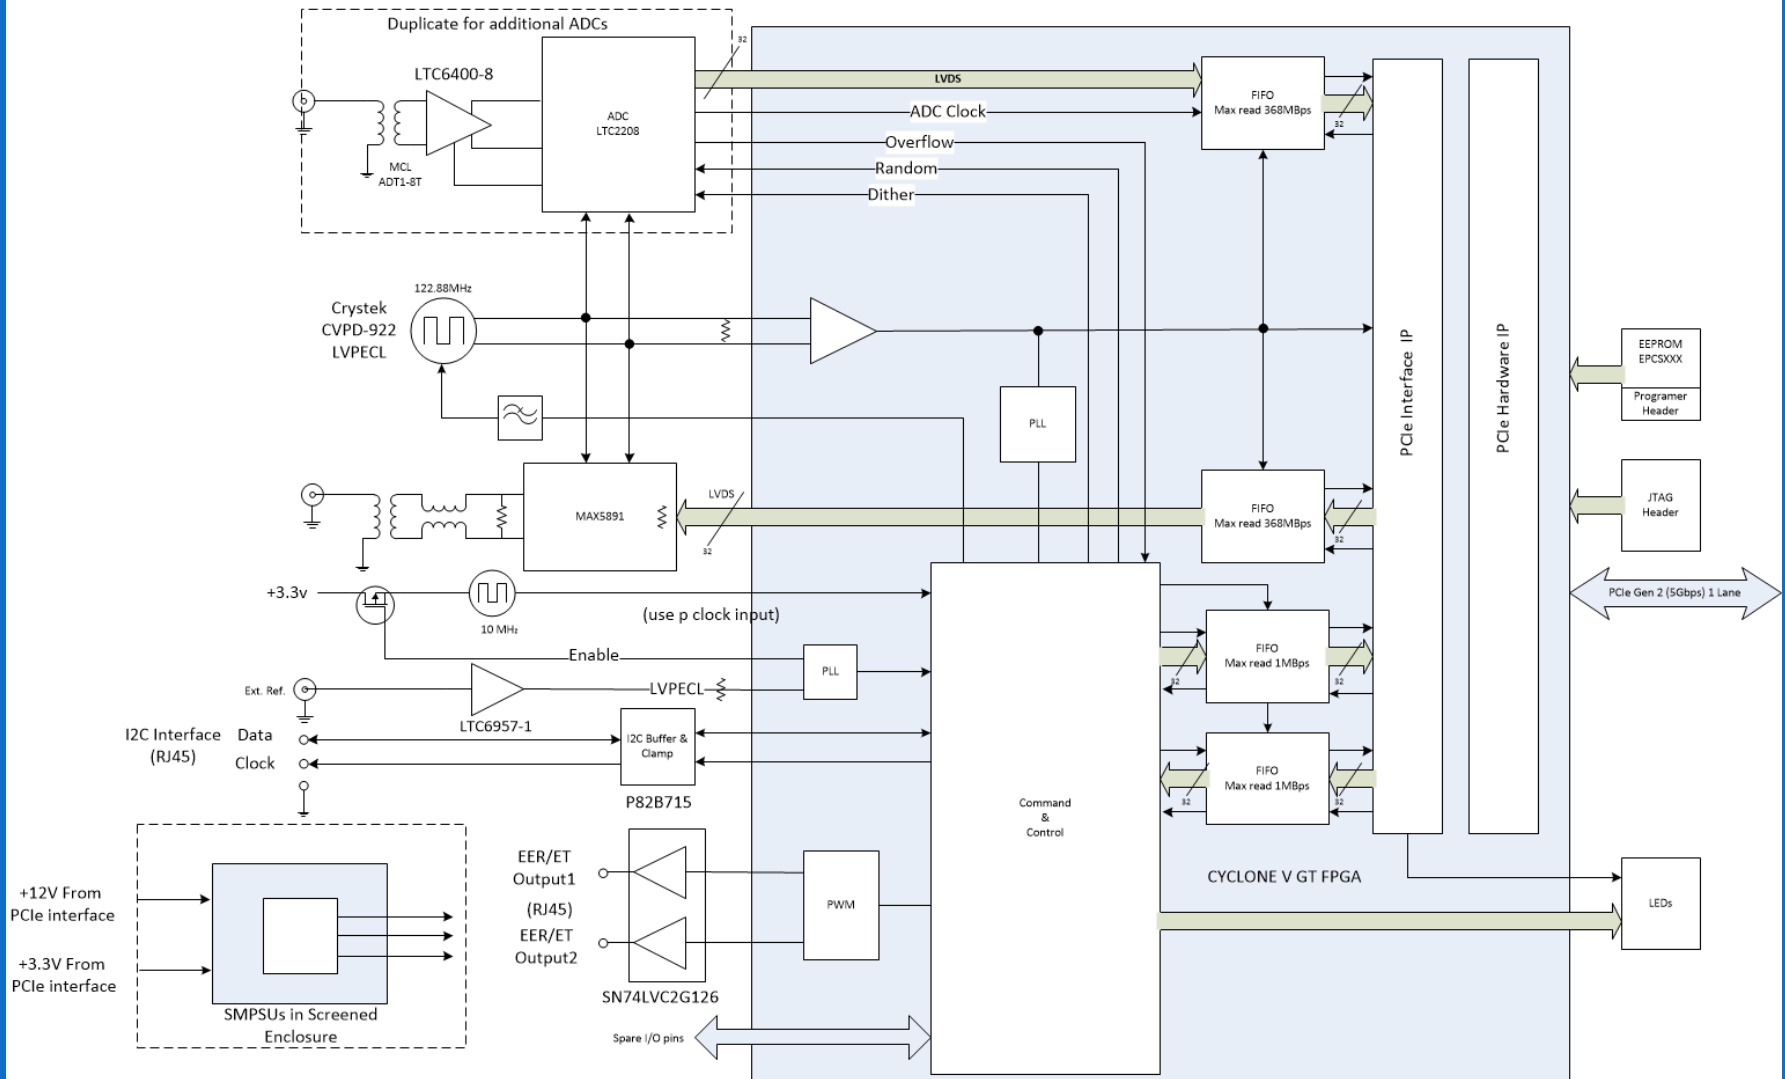 Duplicate for additional ADCs
LTC6400-8
MCL
ADT1-8T
ADC
LTC2208
32
LVDS
ADC Clock
Overflow
Random
Dither
FIFO
Max read 368MBps
32
122.88MHz
Crystek
CVPD-922
LVPECL
PLL
PCIe Interface IP
PCIe Hardware IP
EEPROM
EPCSXXX
Programer
Header
MAX5891
LVDS
32
FIFO
Max read 368MBps
32
JTAG
Header
+3.3v
10 MHz
(use p clock input)
PCIe Gen 2 (5Gbps) 1 Lane
Enable
PLL
FIFO
Max read 1MBps
32
32
Ext. Ref.
LVPECL
LTC6957-1
I2C Interface
(RJ45)
Data
Clock
I2C Buffer &
Clamp
P82B715
FIFO
Max read 1MBps
32
32
Command
&
Control
CYCLONE V GT FPGA
EER/ET
Output1
(RJ45)
EER/ET
Output2
PWM
SN74LVC2G126
LEDs
+12V From
PCIe interface
+3.3V From
PCIe interface
SMPSUs in Screened
Enclosure
Spare I/O pins